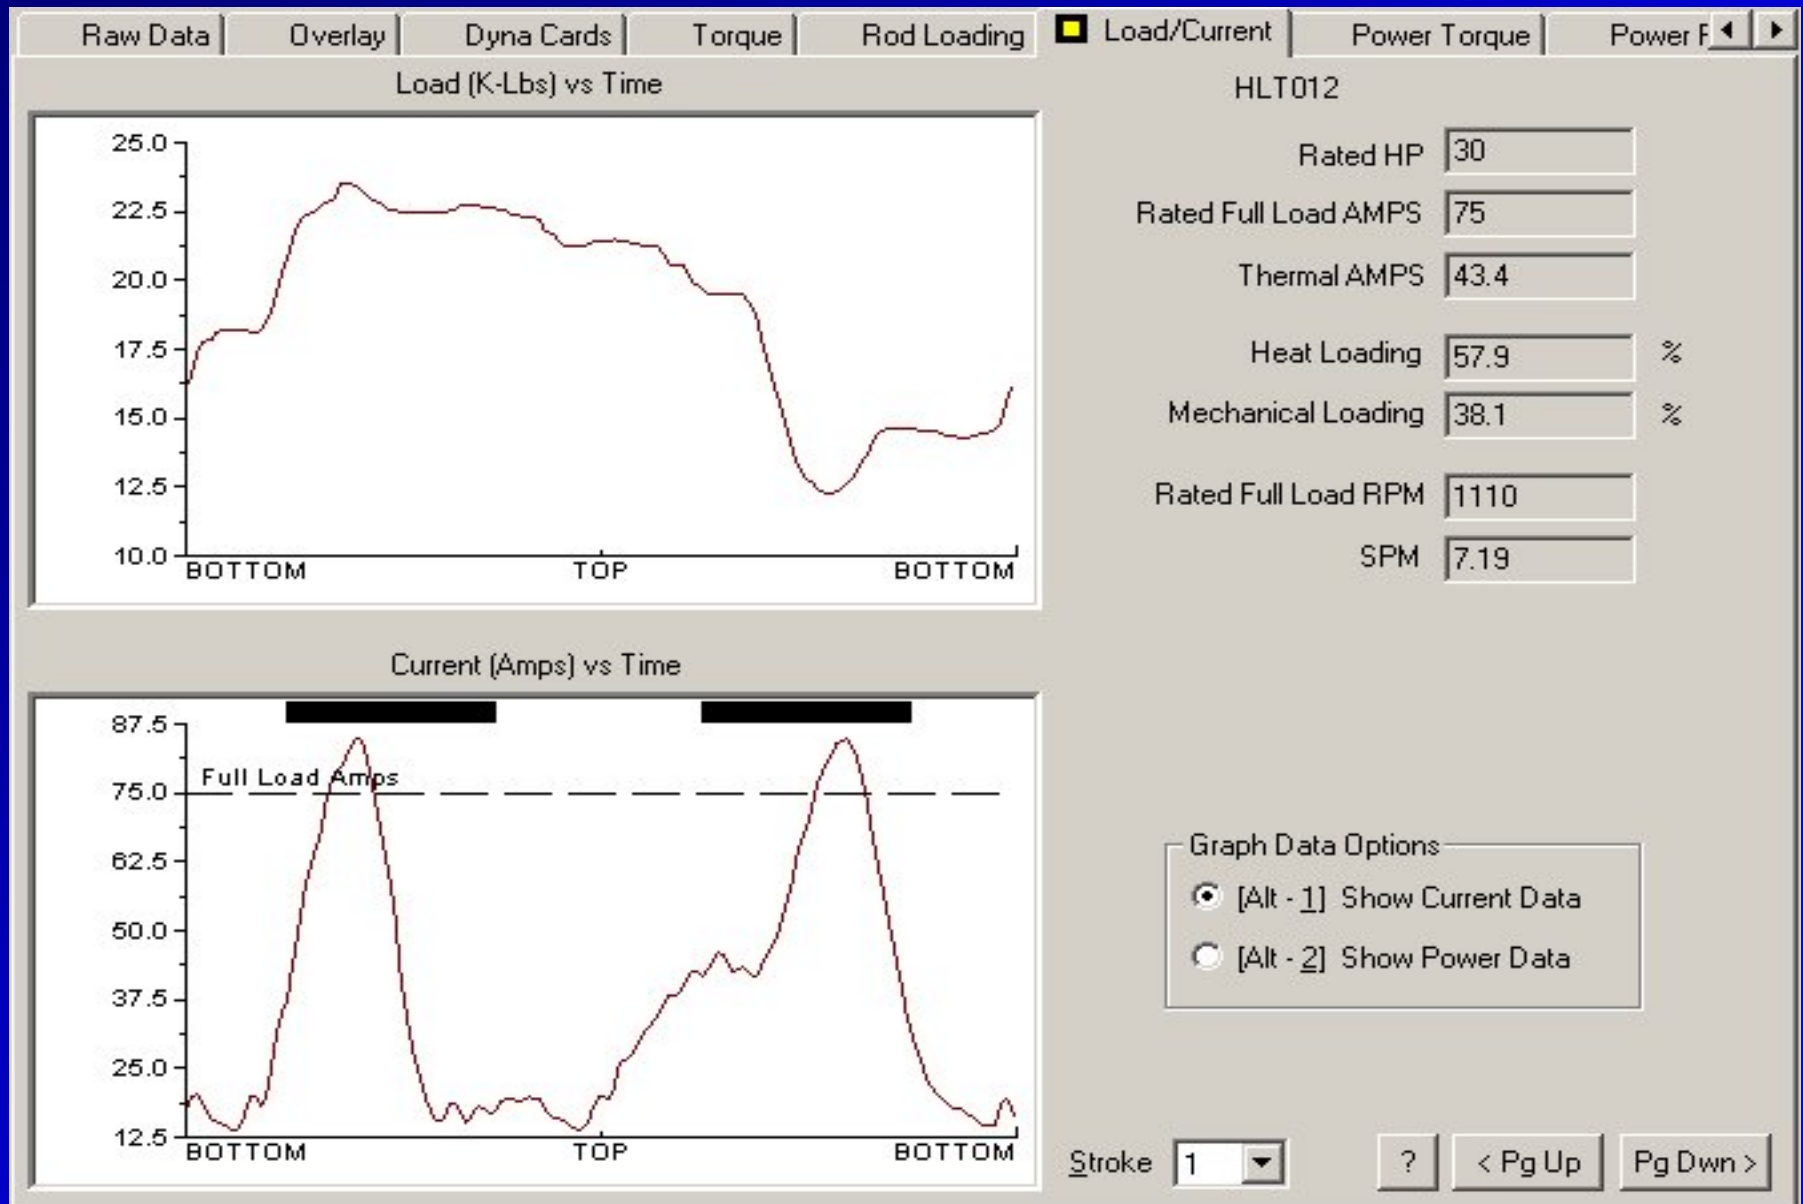 Raw Data Overlay Dyna Cards Torque Rod Loading Load/Current Power Torque Power
Load (K-Lbs) vs Time
25.0
22.5
20.0
17.5
15.0
12.5
10.0
BOTTOM TOP BOTTOM
HLT012
Rated HP 30
Rated Full Load AMPS 75
Thermal AMPS 43.4
Heat Loading 57.9 %
Mechanical Loading 38.1 %
Rated Full Load RPM 1110
SPM 7.19
Current (Amps) vs Time
87.5
Full Load Amps
75.0
62.5
50.0
37.5
25.0
12.5
BOTTOM TOP BOTTOM
Graph Data Options
[Alt - 1] Show Current Data
[Alt - 2] Show Power Data
Stroke 1 ? < Pg Up Pg Dwn >